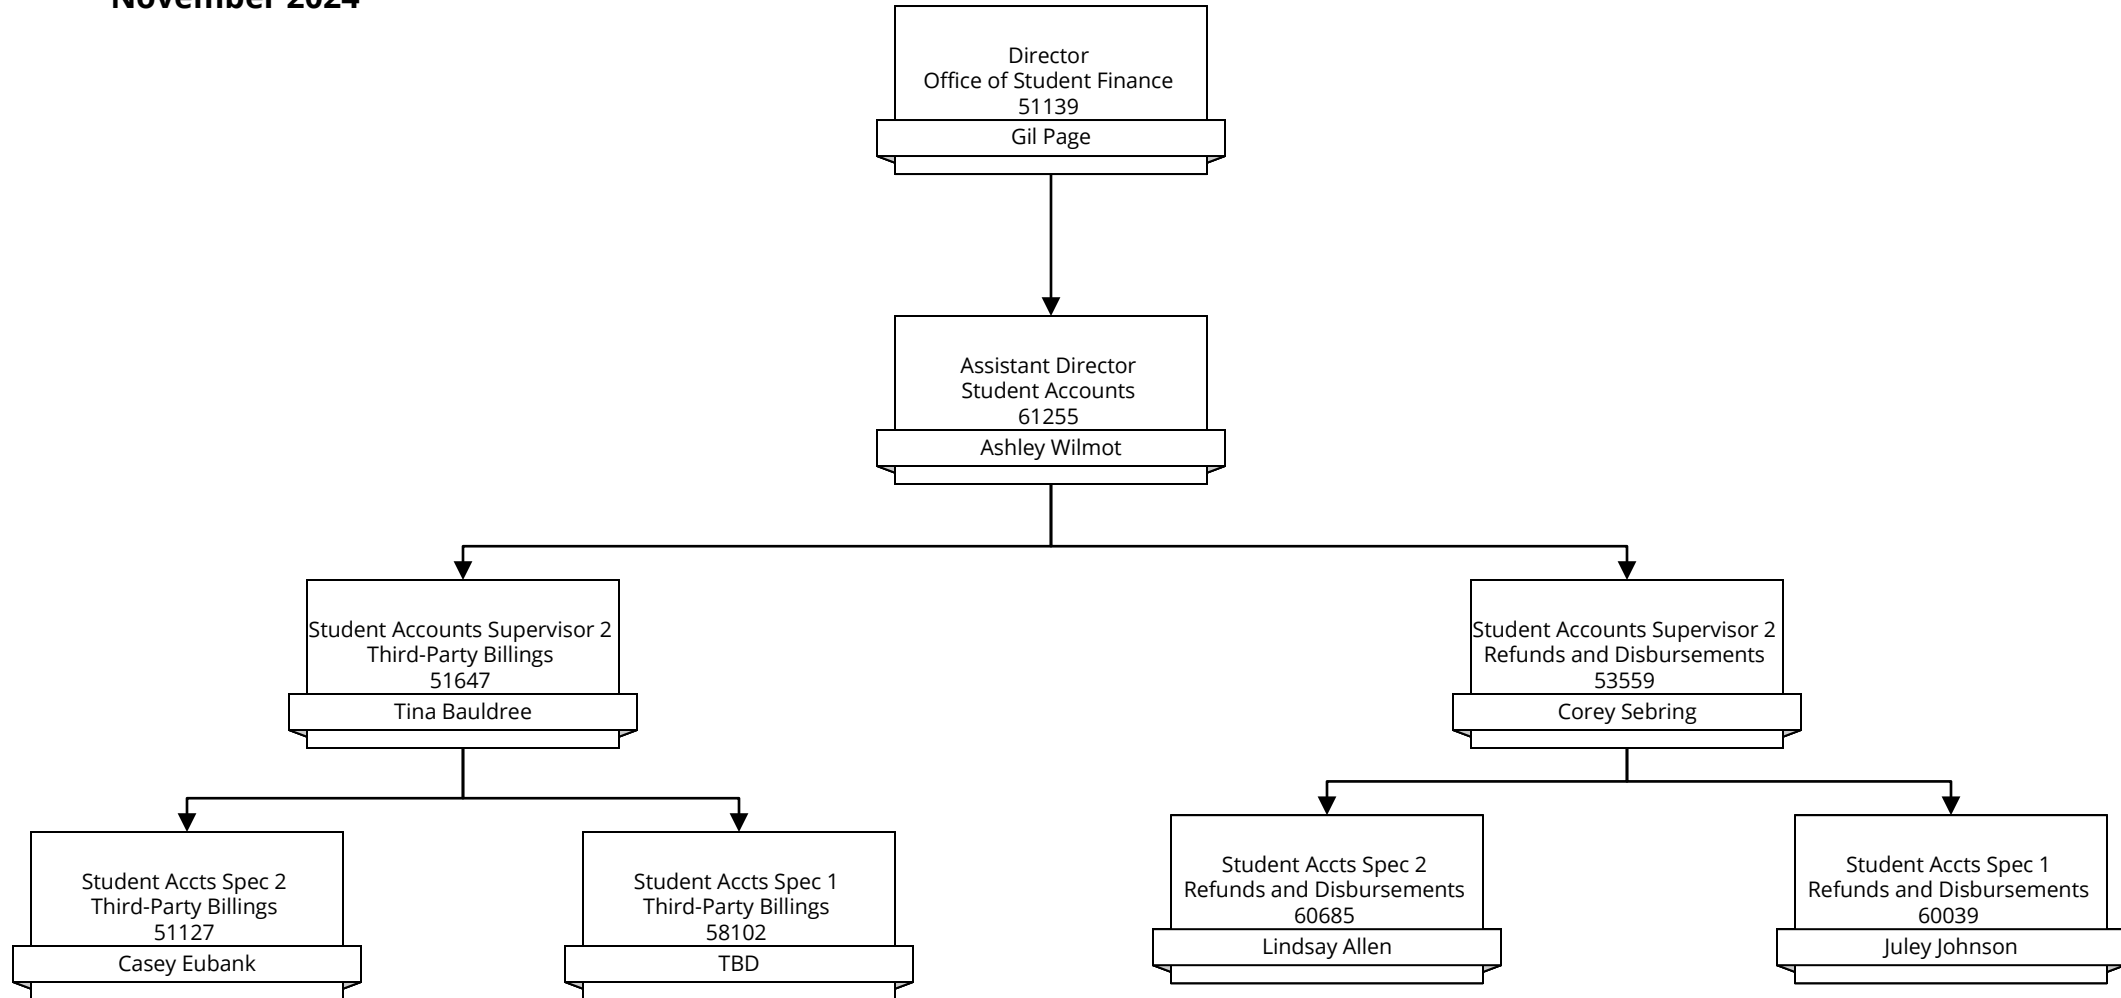 November 2024
Director
Office of Student Finance
51139
Gil Page
Assistant Director
Student Accounts
61255
Ashley Wilmot
Student Accounts Supervisor 2
Third-Party Billings
51647
Tina Bauldree
Student Accounts Supervisor 2
Refunds and Disbursements
53559
Corey Sebring
Student Accts Spec 2
Third-Party Billings
51127
Casey Eubank
Student Accts Spec 1
Third-Party Billings
58102
TBD
Student Accts Spec 2
Refunds and Disbursements
60685
Lindsay Allen
Student Accts Spec 1
Refunds and Disbursements
60039
Juley Johnson